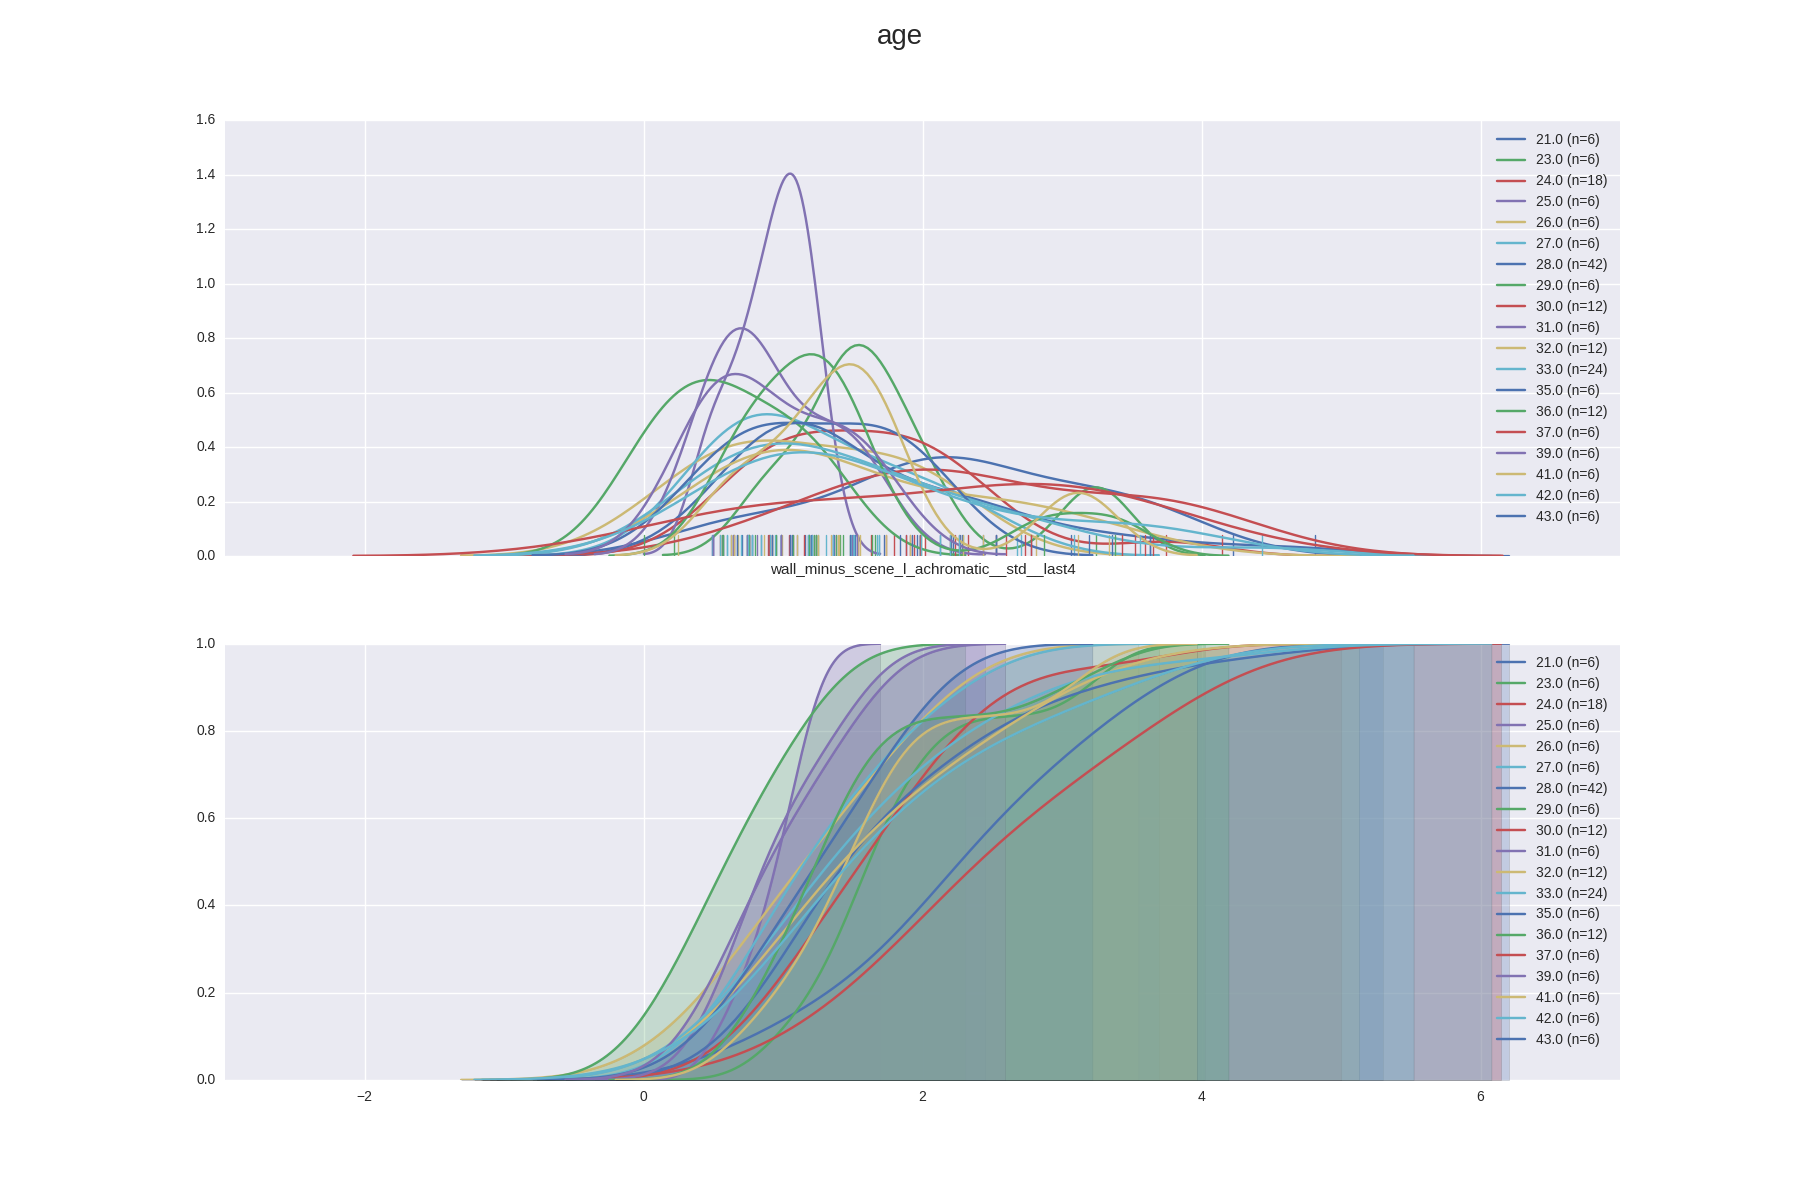 age
1.6
1.4
1.2
1.0
0.8
0.6
0.4
0.2
0.0
21.0 (n=6)
23.0 (n=6)
24.0 (n=18)
25.0 (n=6)
26.0 (n=6)
27.0 (n=6)
28.0 (n=42)
29.0 (n=6)
30.0 (n=12)
31.0 (n=6)
32.0 (n=12)
33.0 (n=24)
35.0 (n=6)
36.0 (n=12)
37.0 (n=6)
39.0 (n=6)
41.0 (n=6)
42.0 (n=6)
43.0 (n=6)
wall_minus_scene_l_achromatic__std__last4
1.0
0.8
0.6
0.4
0.2
0.0
21.0 (n=6)
23.0 (n=6)
24.0 (n=18)
25.0 (n=6)
26.0 (n=6)
27.0 (n=6)
28.0 (n=42)
29.0 (n=6)
30.0 (n=12)
31.0 (n=6)
32.0 (n=12)
33.0 (n=24)
35.0 (n=6)
36.0 (n=12)
37.0 (n=6)
39.0 (n=6)
41.0 (n=6)
42.0 (n=6)
43.0 (n=6)
−2 0 2 4 6